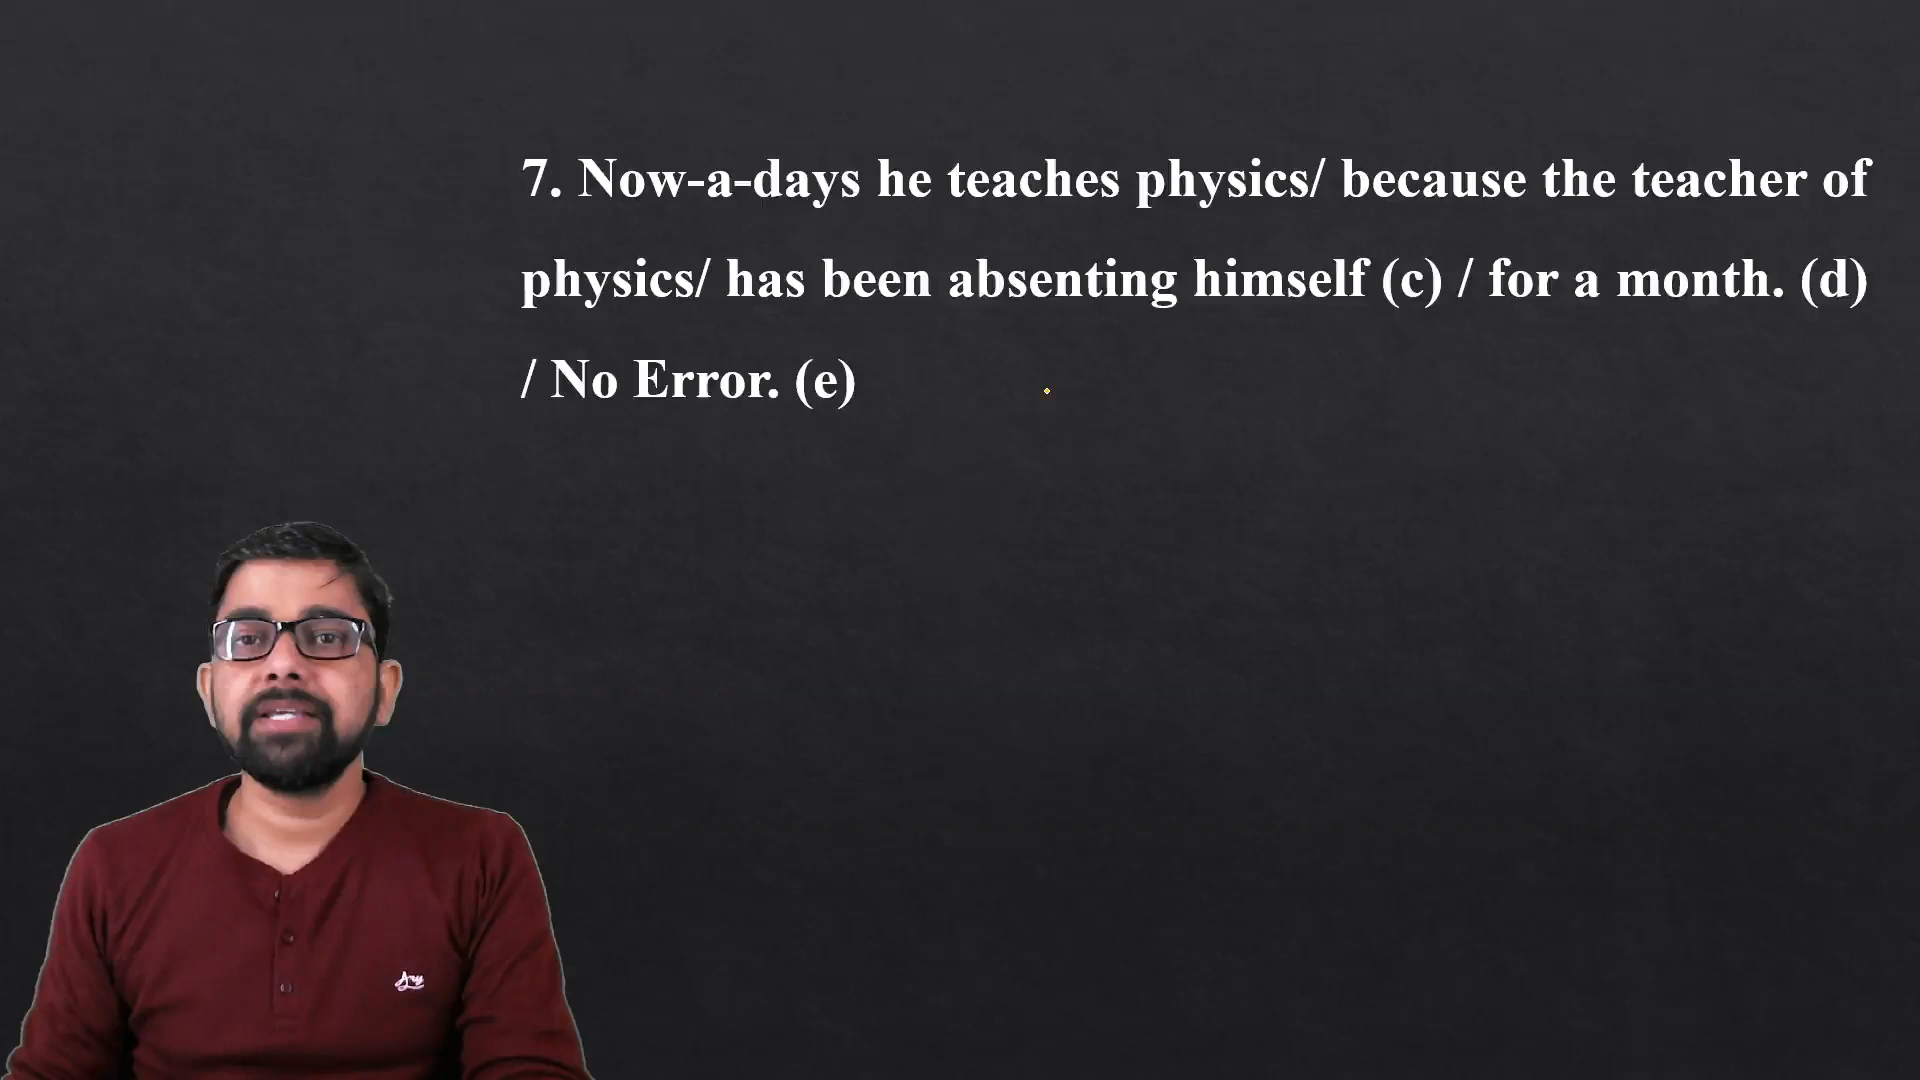 7. Now-a-days he teaches physics/ because the teacher of
physics/ has been absenting himself (c) / for a month. (d)
/ No Error. (e)